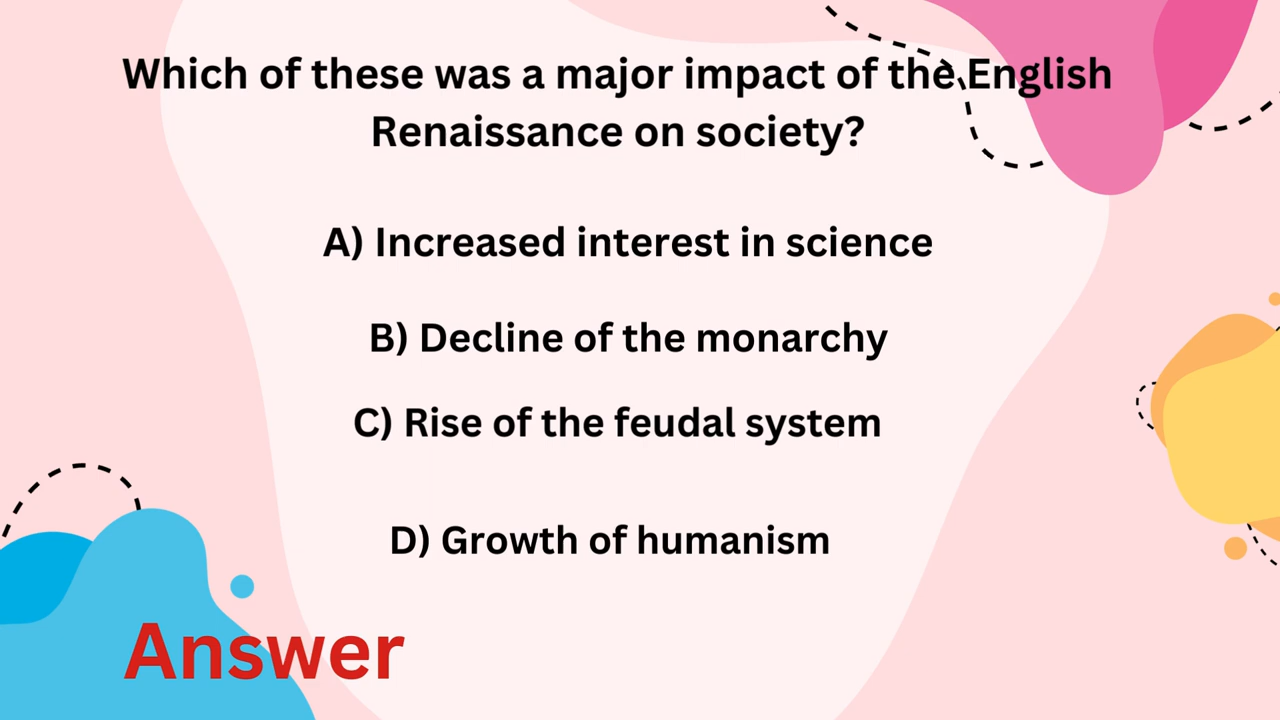 Which of these was a major impact of the English
Renaissance on society?
A) Increased interest in science
B) Decline of the monarchy
C) Rise of the feudal system
D) Growth of humanism
Answer